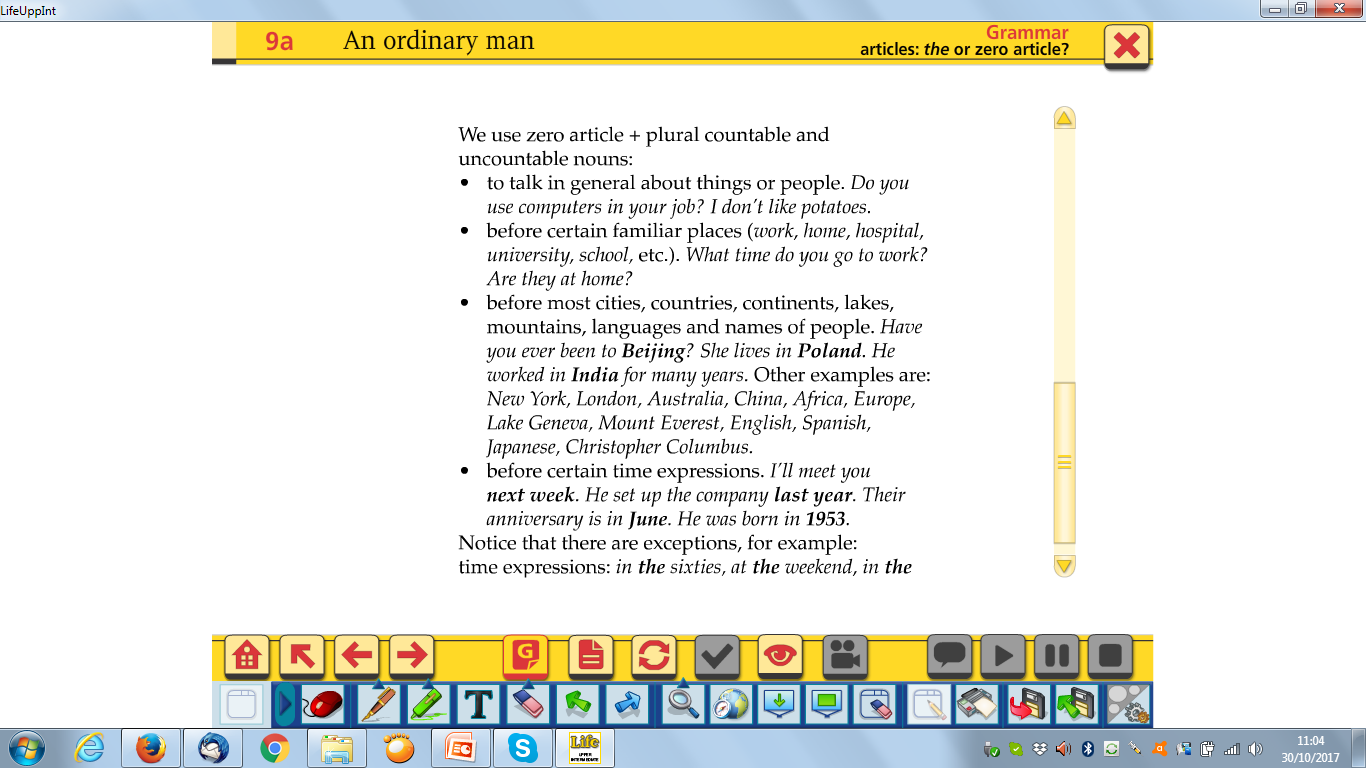 LifeUppInt
9a An ordinary man
Grammar
articles: the or zero article?
We use zero article + plural countable and
uncountable nouns:
• to talk in general about things or people. Do you
use computers in your job? I don't like potatoes.
• before certain familiar places (work, home, hospital,
university, school, etc.). What time do you go to work?
Are they at home?
• before most cities, countries, continents, lakes,
mountains, languages and names of people. Have
you ever been to Beijing? She lives in Poland. He
worked in India for many years. Other examples are:
New York, London, Australia, China, Africa, Europe,
Lake Geneva, Mount Everest, English, Spanish,
Japanese, Christopher Columbus.
• before certain time expressions. I'll meet you
next week. He set up the company last year. Their
anniversary is in June. He was born in 1953.
Notice that there are exceptions, for example:
time expressions: in the sixties, at the weekend, in the
G
T
Life
UPPER
INTERMEDIATE
11:04
30/10/2017